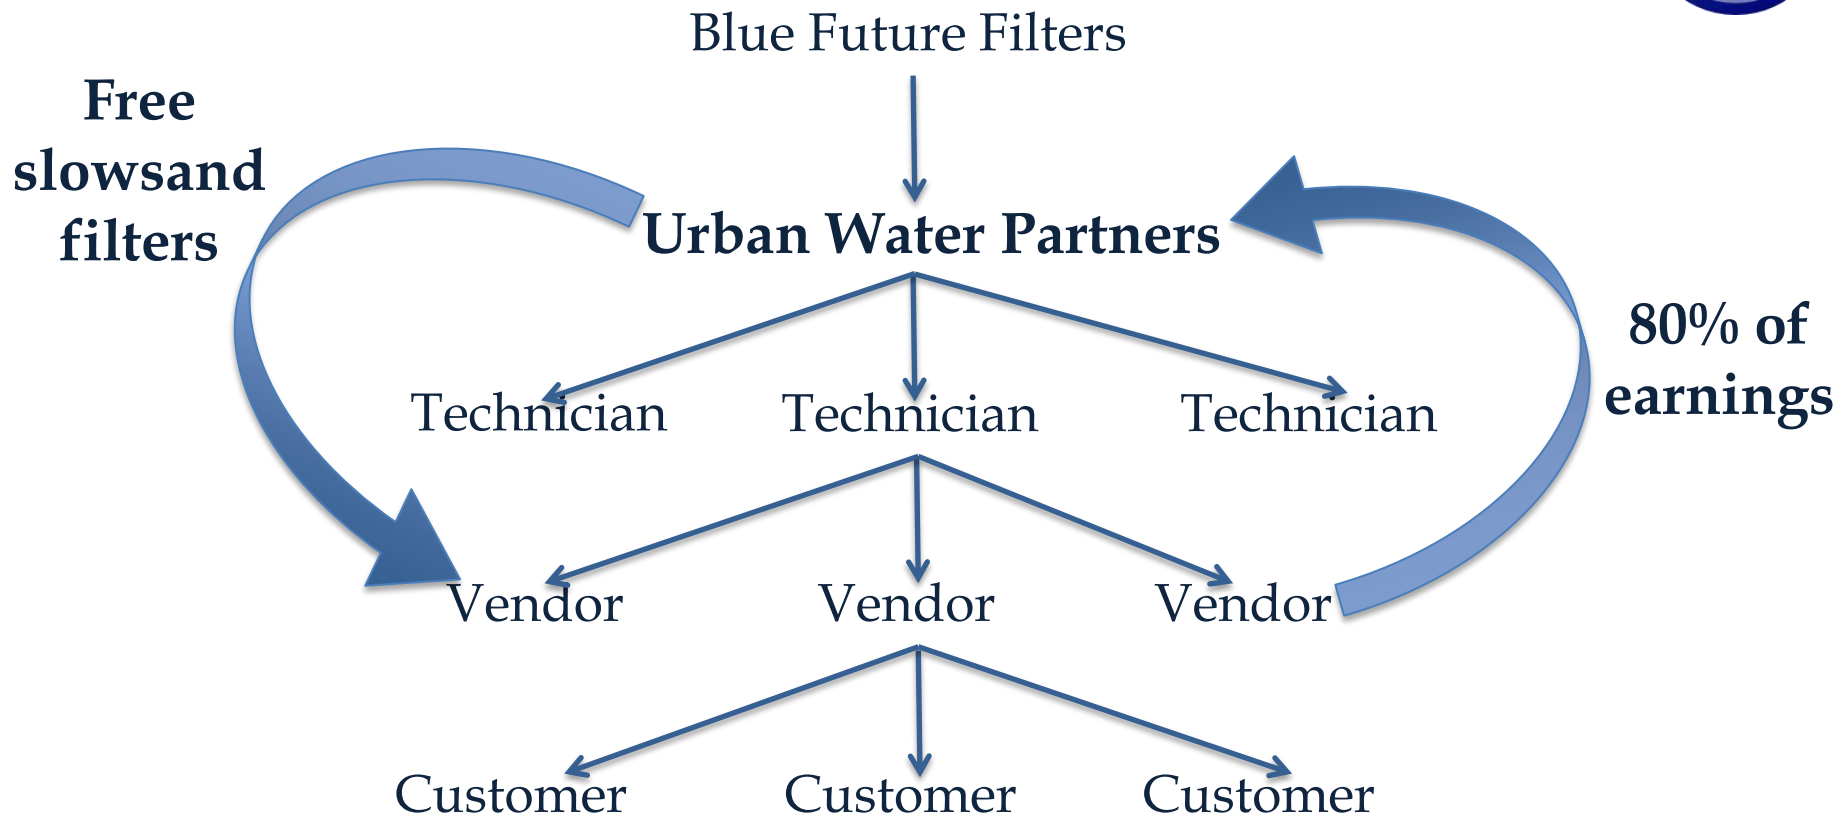 Blue Future Filters
Free
slowsand
filters
Urban Water Partners
80% of
earnings
Technician Technician Technician
Vendor Vendor Vendor
Customer Customer Customer